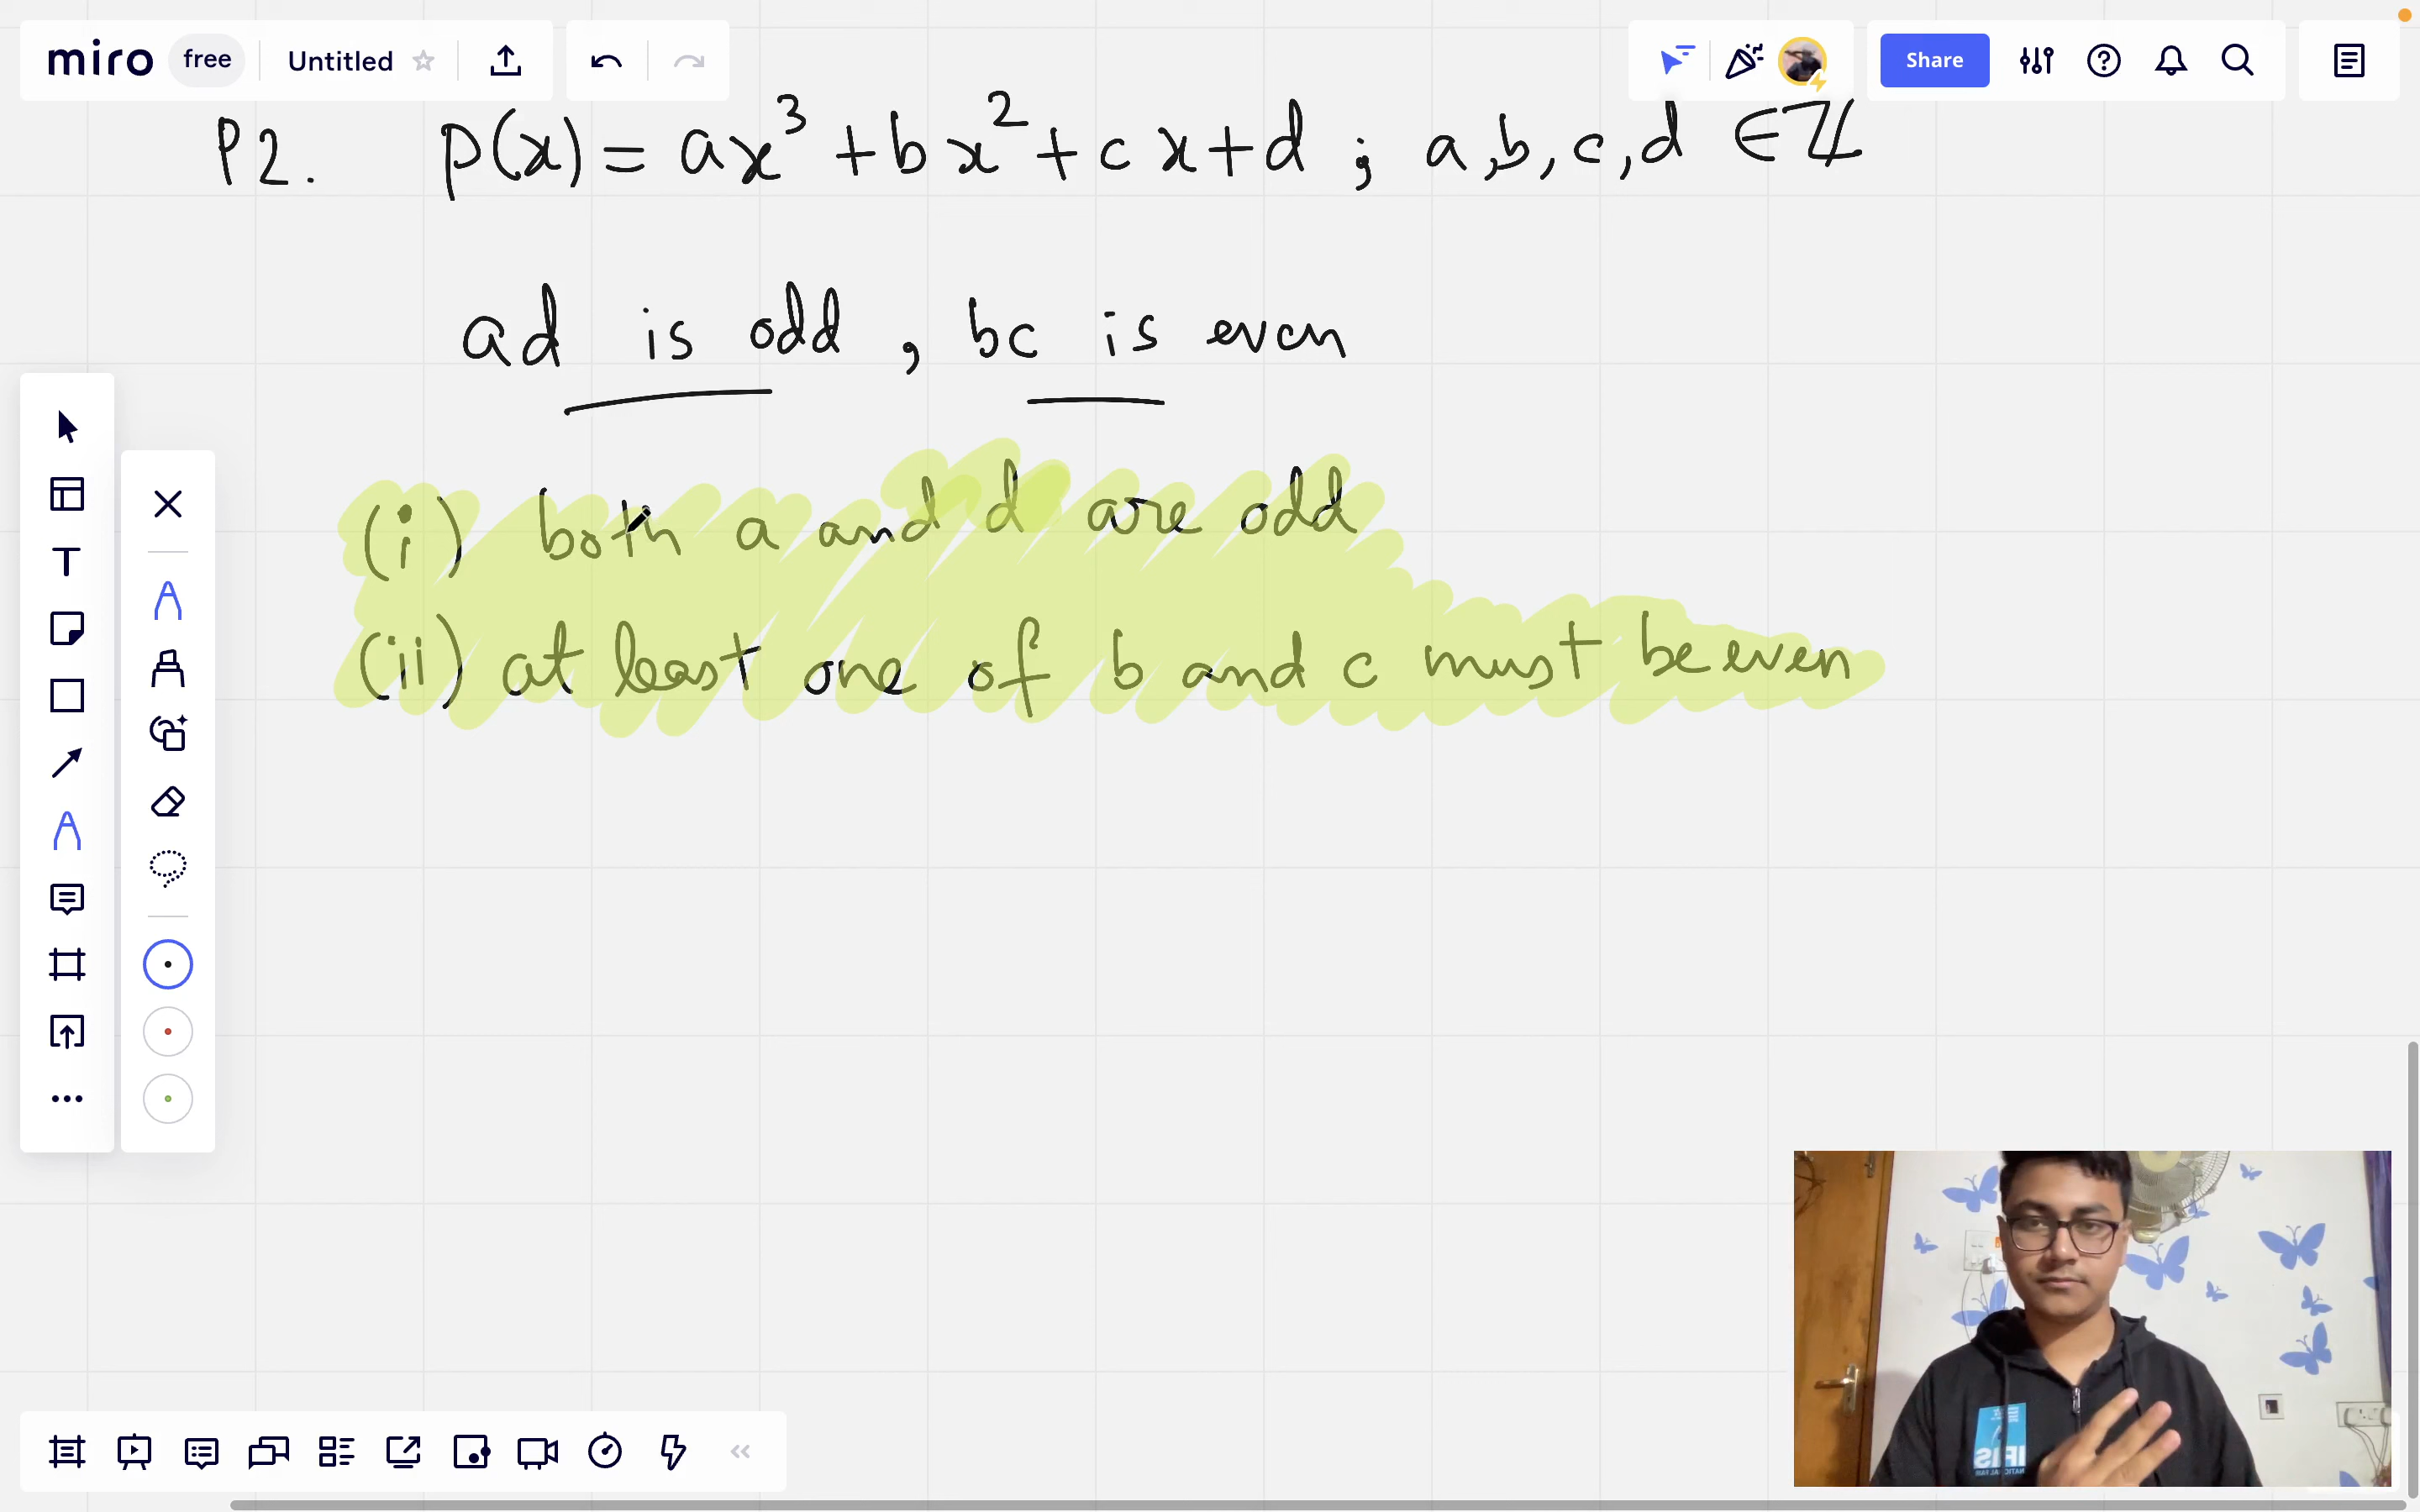 miro free Untitled Share
P2. p(x) = ax³ + bx² + cx + d ; a, b, c, d ∈ ℤ
ad is odd , bc is even
(i) both a and d are odd
(ii) at least one of b and c must be even